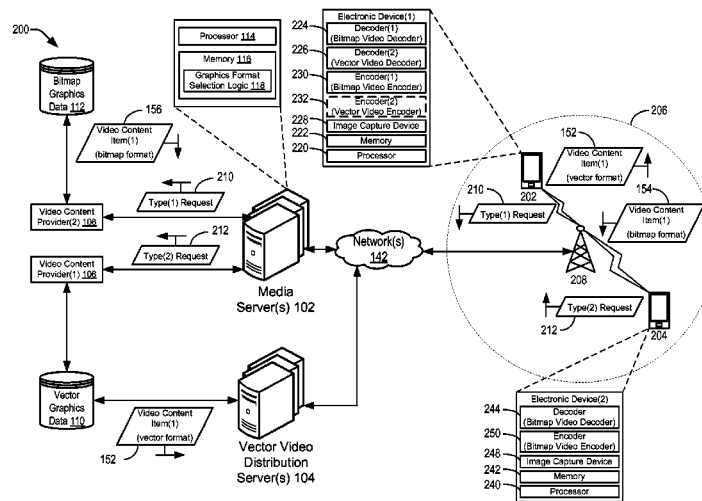 200
Bitmap
Graphics
Data 112
156
Video Content
Item(1)
(bitmap format)
Processor 114
Memory 116
Graphics Format
Selection Logic 118
Electronic Device(1)
224
Decoder(1)
(Bitmap Video Decoder)
226
Decoder(2)
(Vector Video Decoder)
230
Encoder(1)
(Bitmap Video Encoder)
232
Encoder(2)
(Vector Video Encoder)
228
Image Capture Device
222
Memory
220
Processor
206
152
Video Content
Item(1)
(vector format)
202
154
Video Content
Item(1)
(bitmap format)
210
Type(1) Request
208
Type(2) Request
212
204
210
Type(1) Request
Video Content
Provider(2) 108
212
Type(2) Request
Video Content
Provider(1) 106
Media
Server(s) 102
Network(s)
142
Vector
Graphics
Data 110
Video Content
Item(1)
(vector format)
152
Vector Video
Distribution
Server(s) 104
Electronic Device(2)
244
Decoder
(Bitmap Video Decoder)
250
Encoder
(Bitmap Video Encoder)
248
Image Capture Device
242
Memory
240
Processor